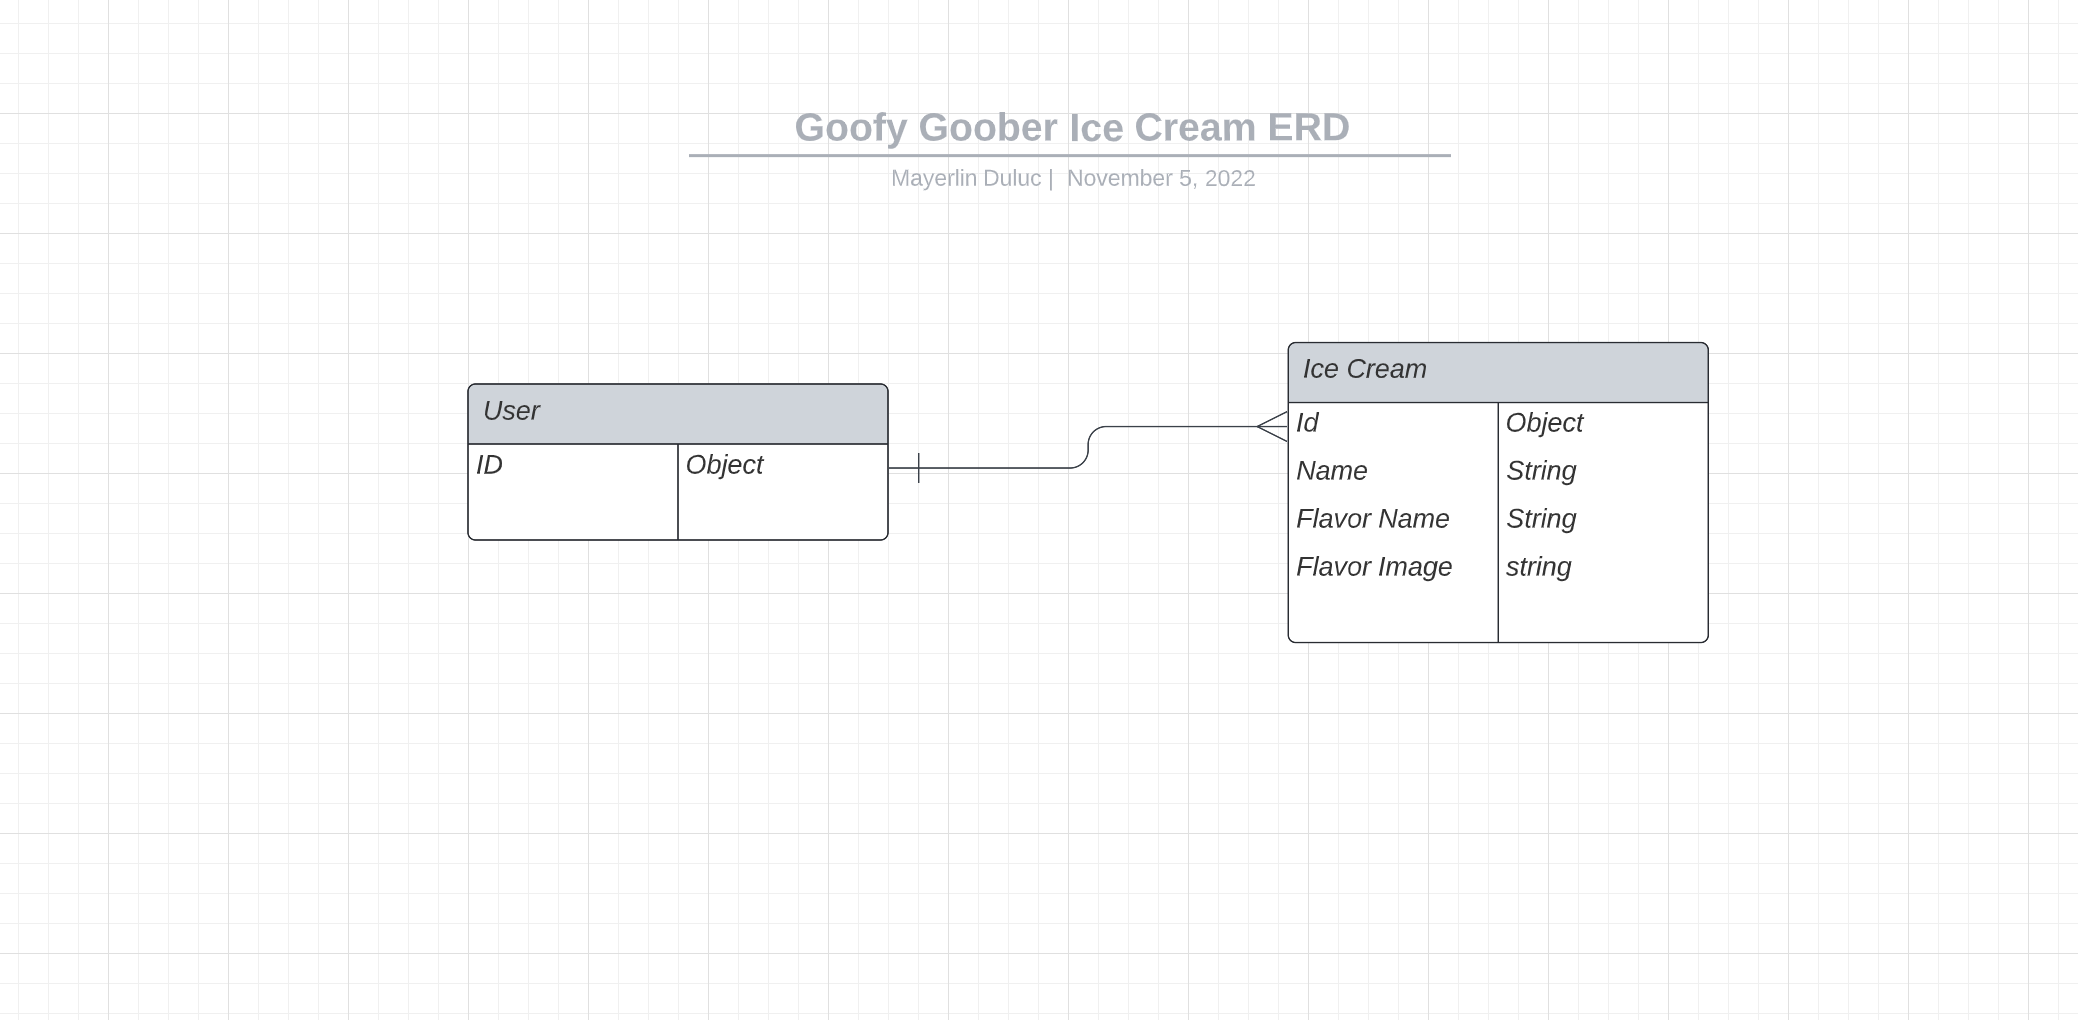 Goofy Goober Ice Cream ERD
Mayerlin Duluc |  November 5, 2022
User
ID Object
Ice Cream
Id Object
Name String
Flavor Name String
Flavor Image string